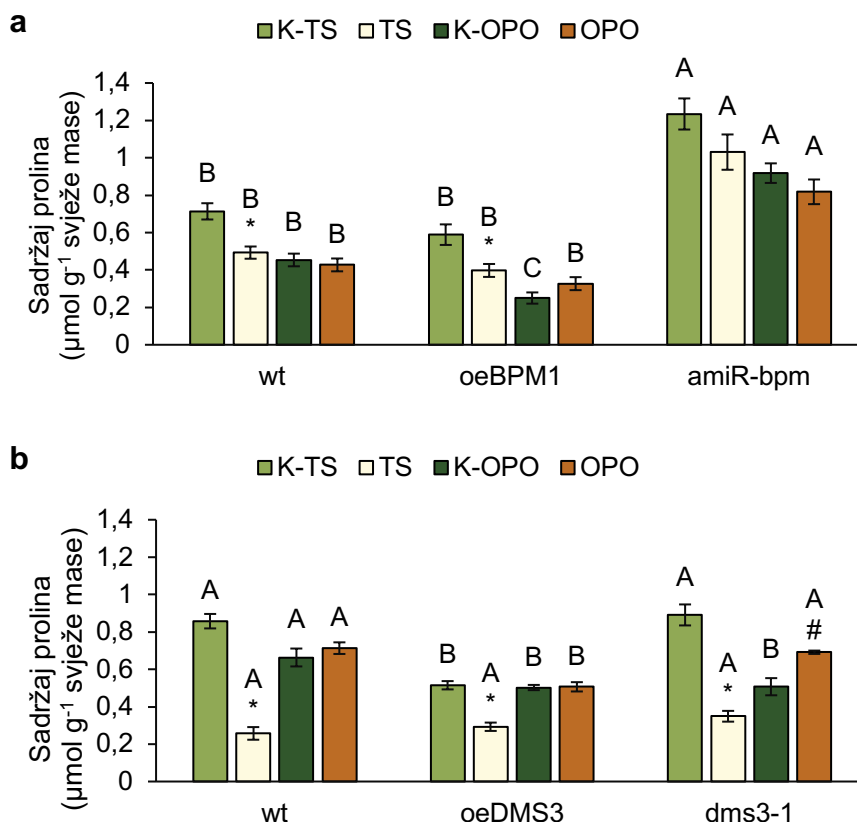 a
K-TS TS K-OPO OPO
Sadržaj prolina
(µmol g⁻¹ svježe mase)
1,4
1,2
1
0,8
0,6
0,4
0,2
0
B B * B B
B B * C B
A A A A
wt oeBPM1 amiR-bpm
b
K-TS TS K-OPO OPO
Sadržaj prolina
(µmol g⁻¹ svježe mase)
1,4
1,2
1
0,8
0,6
0,4
0,2
0
A A * A A
B A * B B
A A * B A #
wt oeDMS3 dms3-1